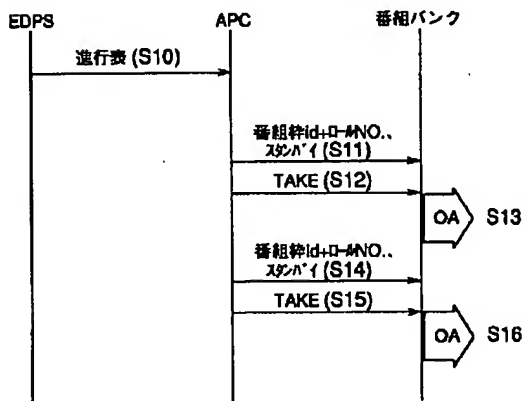 EDPS
APC
番組バンク
進行表 (S10)
番組枠id+ロールNO.、
スタンバイ (S11)
TAKE (S12)
OA
S13
番組枠id+ロールNO.、
スタンバイ (S14)
TAKE (S15)
OA
S16